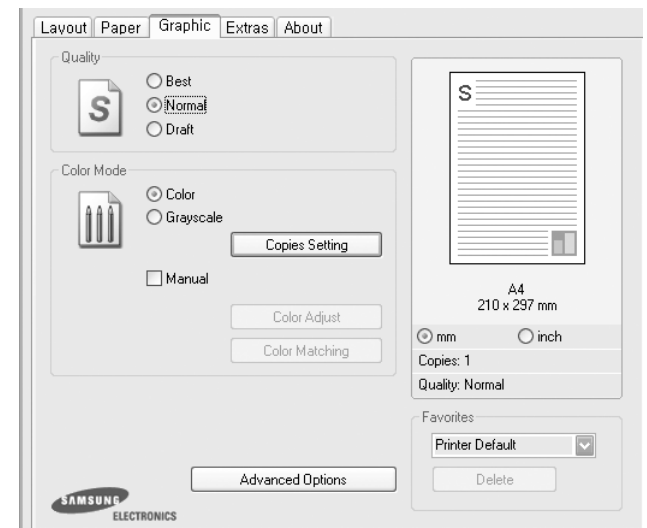 Layout Paper Graphic Extras About
Quality
Best
Normal
Draft
S
Color Mode
Color
Grayscale
Copies Setting
Manual
Color Adjust
Color Matching
S
A4
210 x 297 mm
mm inch
Copies: 1
Quality: Normal
Favorites
Printer Default
Delete
Advanced Options
SAMSUNG
ELECTRONICS